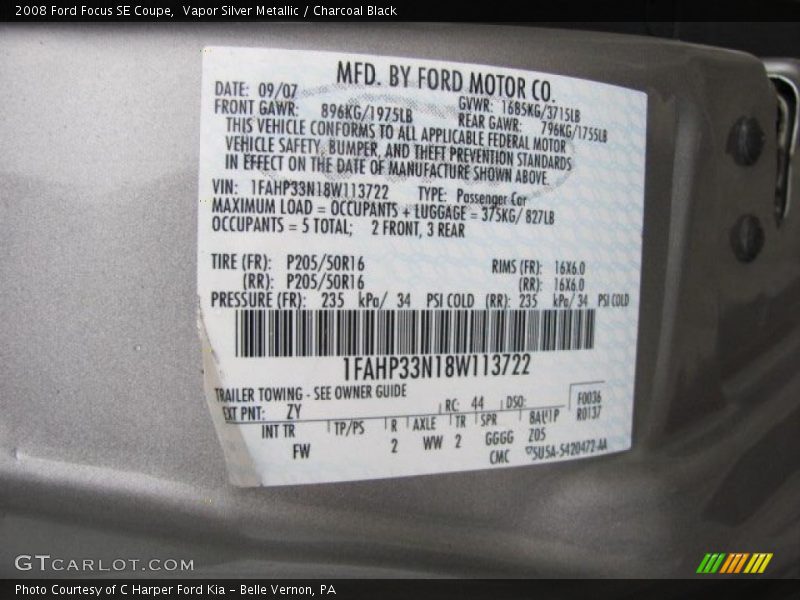 2008 Ford Focus SE Coupe,  Vapor Silver Metallic / Charcoal Black
MFD. BY FORD MOTOR CO.
DATE: 09/07 GVWR: 1685KG/3715LB
FRONT GAWR: 896KG/1975LB REAR GAWR: 796KG/1755LB
THIS VEHICLE CONFORMS TO ALL APPLICABLE FEDERAL MOTOR
VEHICLE SAFETY, BUMPER, AND THEFT PREVENTION STANDARDS
IN EFFECT ON THE DATE OF MANUFACTURE SHOWN ABOVE.
VIN: 1FAHP33N18W113722 TYPE: Passenger Car
MAXIMUM LOAD = OCCUPANTS + LUGGAGE = 375KG/ 827LB
OCCUPANTS = 5 TOTAL; 2 FRONT, 3 REAR
TIRE (FR): P205/50R16 RIMS (FR): 16X6.0
(RR): P205/50R16 (RR): 16X6.0
PRESSURE (FR): 235 kPa/ 34 PSI COLD (RR): 235 kPa/ 34 PSI COLD
1FAHP33N18W113722
TRAILER TOWING - SEE OWNER GUIDE
EXT PNT: ZY RC: 44 DSO: F0036
R0137
INT TR TP/PS R AXLE TR SPR
FW 2 WW 2 GGGG Z05
CMC 5U5A-5420472-AA
GTCARLOT.COM
Photo Courtesy of C Harper Ford Kia – Belle Vernon, PA